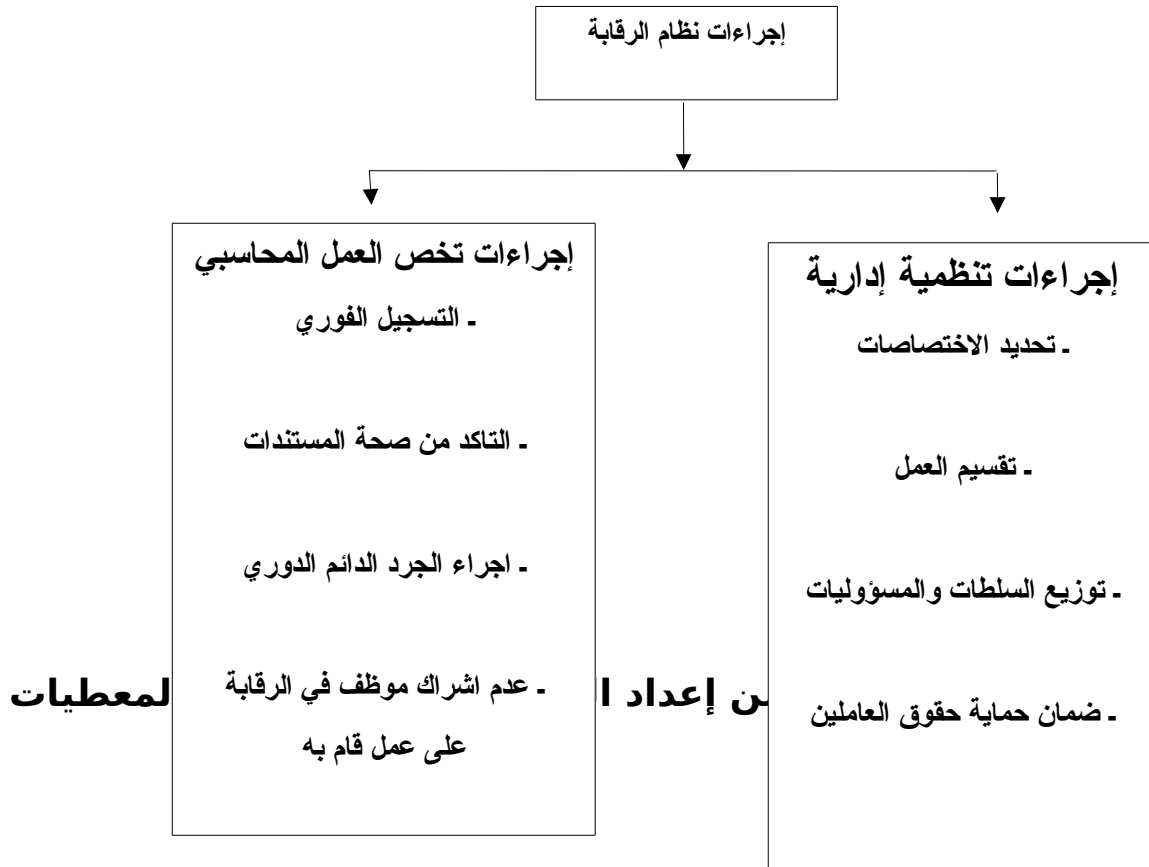 إجراءات نظام الرقابة
إجراءات تنظمية إدارية
ـ تحديد الاختصاصات
ـ تقسيم العمل
ـ توزيع السلطات والمسؤوليات
ـ ضمان حماية حقوق العاملين
إجراءات تخص العمل المحاسبي
ـ التسجيل الفوري
ـ التاكد من صحة المستندات
ـ اجراء الجرد الدائم الدوري
ـ عدم اشراك موظف في الرقابة
على عمل قام به
إعداد